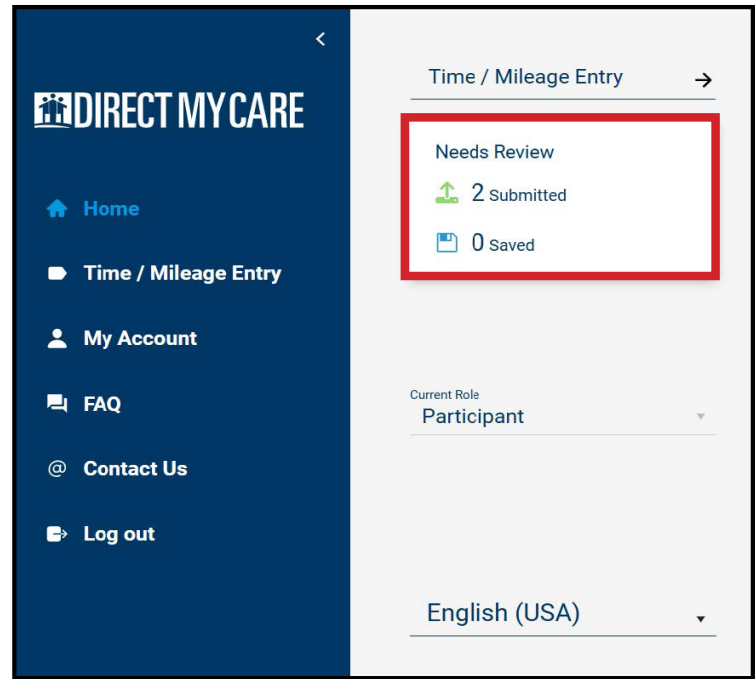 DIRECT MY CARE
Home
Time / Mileage Entry
My Account
FAQ
@ Contact Us
Log out
Time / Mileage Entry
Needs Review
2 Submitted
0 Saved
Current Role
Participant
English (USA)